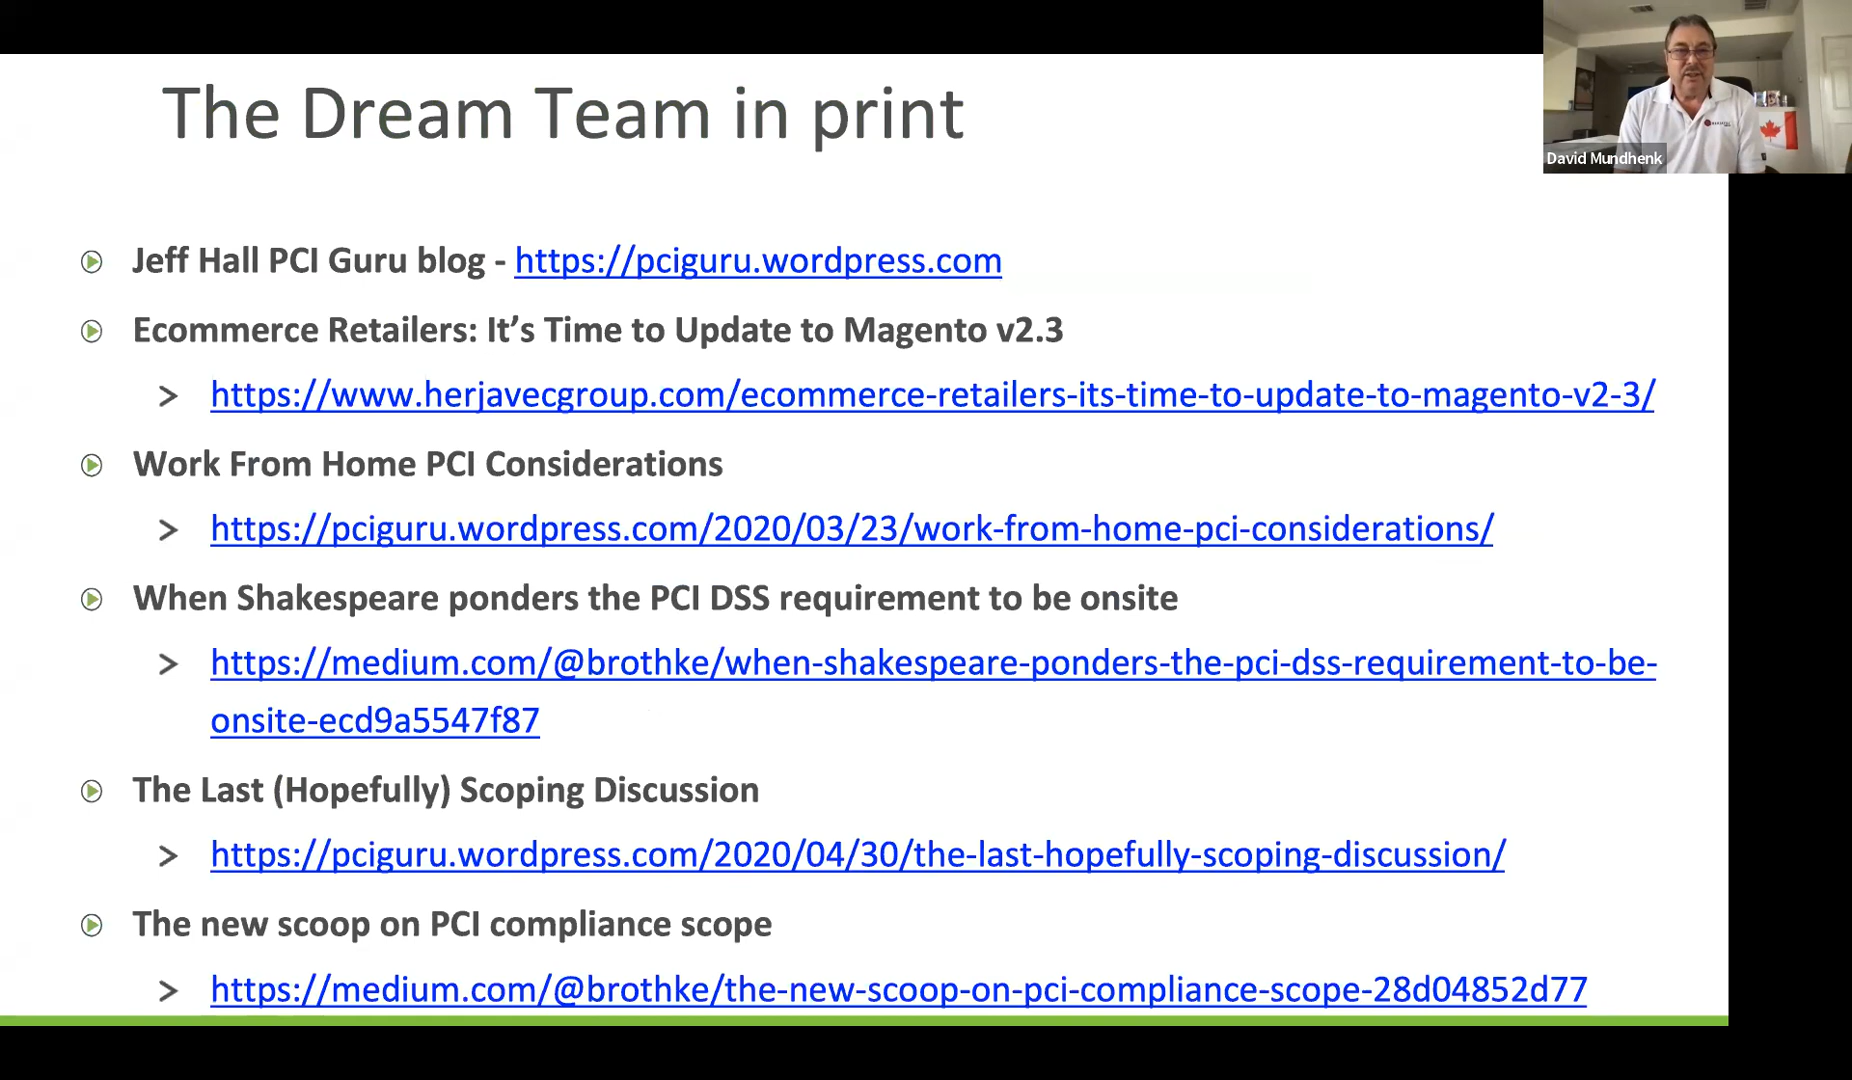 The Dream Team in print
David Mundhenk
Jeff Hall PCI Guru blog - https://pciguru.wordpress.com
Ecommerce Retailers: It’s Time to Update to Magento v2.3
> https://www.herjavecgroup.com/ecommerce-retailers-its-time-to-update-to-magento-v2-3/
Work From Home PCI Considerations
> https://pciguru.wordpress.com/2020/03/23/work-from-home-pci-considerations/
When Shakespeare ponders the PCI DSS requirement to be onsite
> https://medium.com/@brothke/when-shakespeare-ponders-the-pci-dss-requirement-to-be-
onsite-ecd9a5547f87
The Last (Hopefully) Scoping Discussion
> https://pciguru.wordpress.com/2020/04/30/the-last-hopefully-scoping-discussion/
The new scoop on PCI compliance scope
> https://medium.com/@brothke/the-new-scoop-on-pci-compliance-scope-28d04852d77